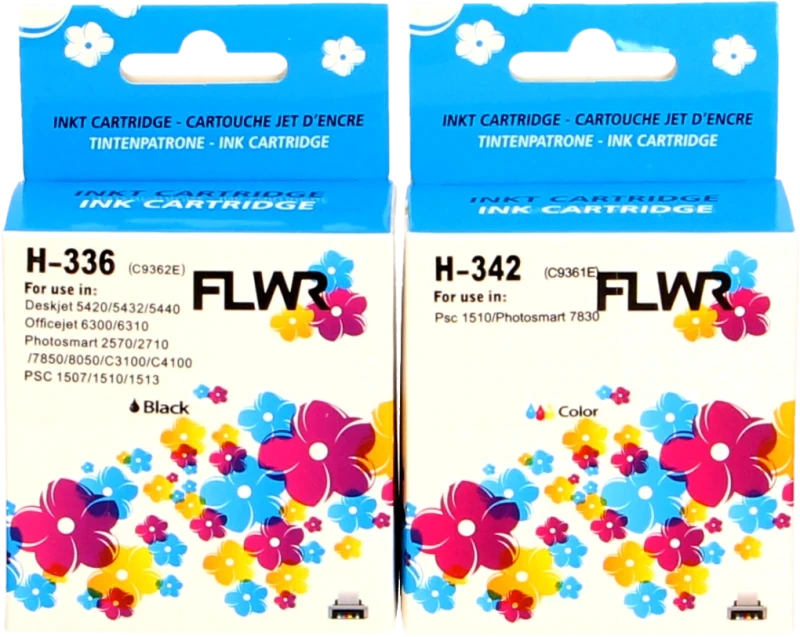 INKT CARTRIDGE - CARTOUCHE JET D'ENCRE
TINTENPATRONE - INK CARTRIDGE
INKT CARTRIDGE
INK CARTRIDGE
H-336 (C9362E)
FLWR
For use in:
Deskjet 5420/5432/5440
Officejet 6300/6310
Photosmart 2570/2710
/7850/8050/C3100/C4100
PSC 1507/1510/1513
Black
INKT CARTRIDGE - CARTOUCHE JET D'ENCRE
TINTENPATRONE - INK CARTRIDGE
INKT CARTRIDGE
INK CARTRIDGE
H-342 (C9361E)
FLWR
For use in:
Psc 1510/Photosmart 7830
Color